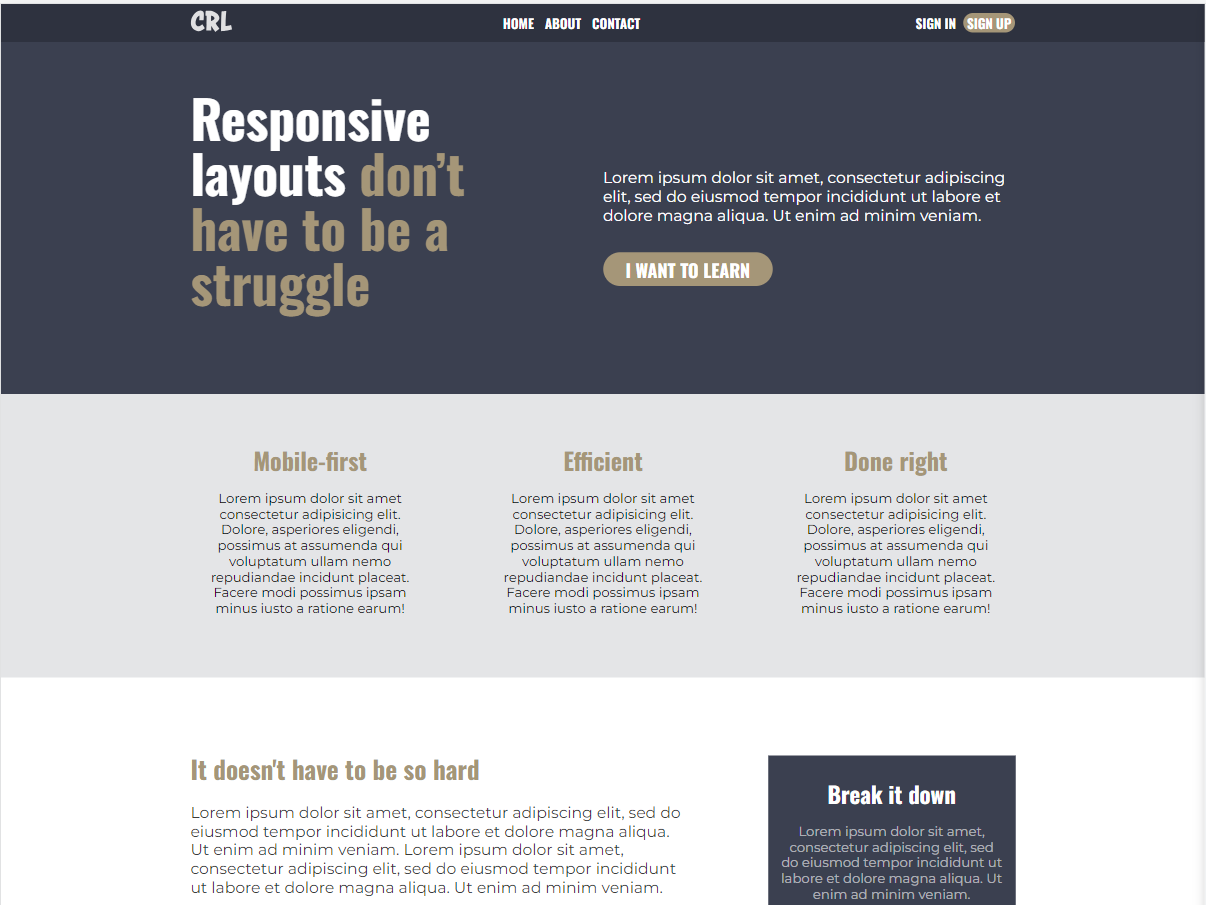 CRL
HOME ABOUT CONTACT
SIGN IN SIGN UP
Responsive
layouts don’t
have to be a
struggle
Lorem ipsum dolor sit amet, consectetur adipiscing
elit, sed do eiusmod tempor incididunt ut labore et
dolore magna aliqua. Ut enim ad minim veniam.
I WANT TO LEARN
Mobile-first
Lorem ipsum dolor sit amet
consectetur adipisicing elit.
Dolore, asperiores eligendi,
possimus at assumenda qui
voluptatum ullam nemo
repudiandae incidunt placeat.
Facere modi possimus ipsam
minus iusto a ratione earum!
Efficient
Lorem ipsum dolor sit amet
consectetur adipisicing elit.
Dolore, asperiores eligendi,
possimus at assumenda qui
voluptatum ullam nemo
repudiandae incidunt placeat.
Facere modi possimus ipsam
minus iusto a ratione earum!
Done right
Lorem ipsum dolor sit amet
consectetur adipisicing elit.
Dolore, asperiores eligendi,
possimus at assumenda qui
voluptatum ullam nemo
repudiandae incidunt placeat.
Facere modi possimus ipsam
minus iusto a ratione earum!
It doesn't have to be so hard
Lorem ipsum dolor sit amet, consectetur adipiscing elit, sed do
eiusmod tempor incididunt ut labore et dolore magna aliqua.
Ut enim ad minim veniam. Lorem ipsum dolor sit amet,
consectetur adipiscing elit, sed do eiusmod tempor incididunt
ut labore et dolore magna aliqua. Ut enim ad minim veniam.
Break it down
Lorem ipsum dolor sit amet,
consectetur adipiscing elit, sed
do eiusmod tempor incididunt ut
labore et dolore magna aliqua. Ut
enim ad minim veniam.